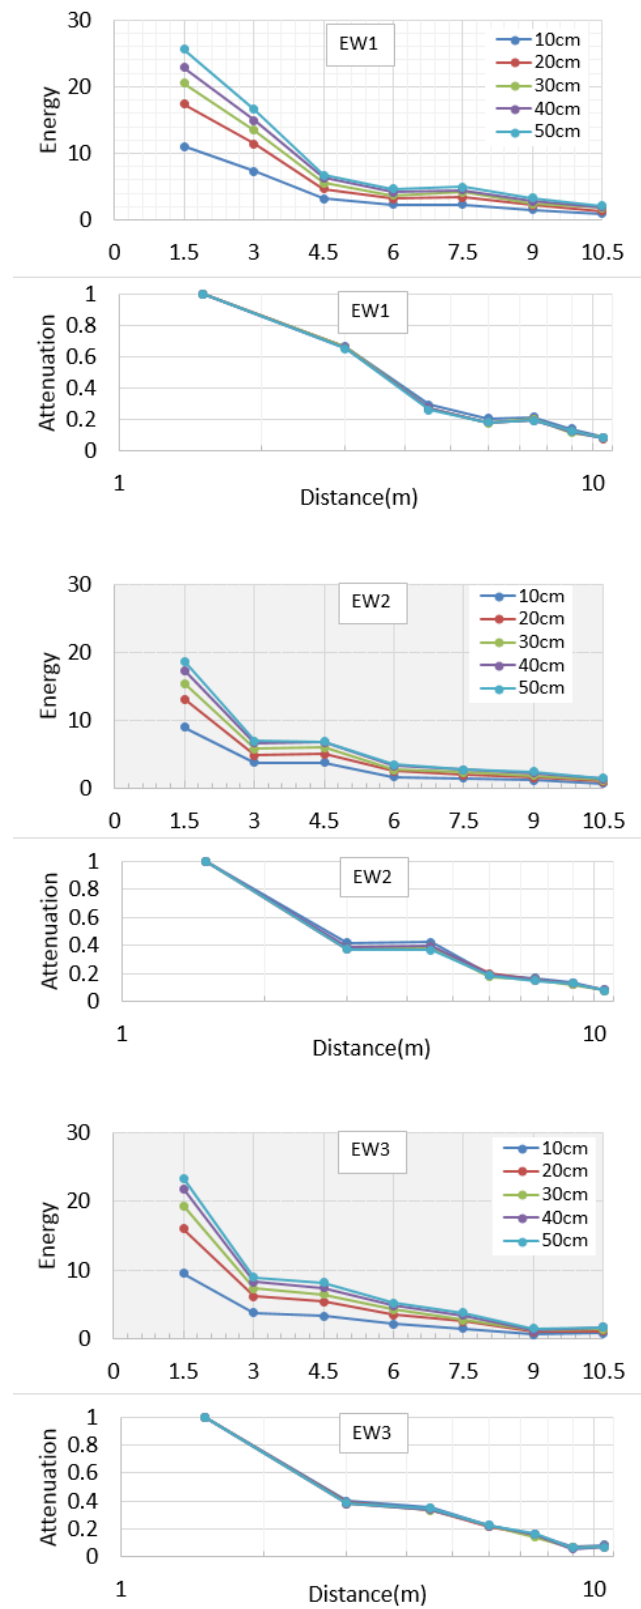 30
20
10
0
Energy
EW1
10cm
20cm
30cm
40cm
50cm
0 1.5 3 4.5 6 7.5 9 10.5
1
0.8
0.6
0.4
0.2
0
Attenuation
EW1
1 10
Distance(m)
30
20
10
0
Energy
EW2
10cm
20cm
30cm
40cm
50cm
0 1.5 3 4.5 6 7.5 9 10.5
1
0.8
0.6
0.4
0.2
0
Attenuation
EW2
1 10
Distance(m)
30
20
10
0
Energy
EW3
10cm
20cm
30cm
40cm
50cm
0 1.5 3 4.5 6 7.5 9 10.5
1
0.8
0.6
0.4
0.2
0
Attenuation
EW3
1 10
Distance(m)